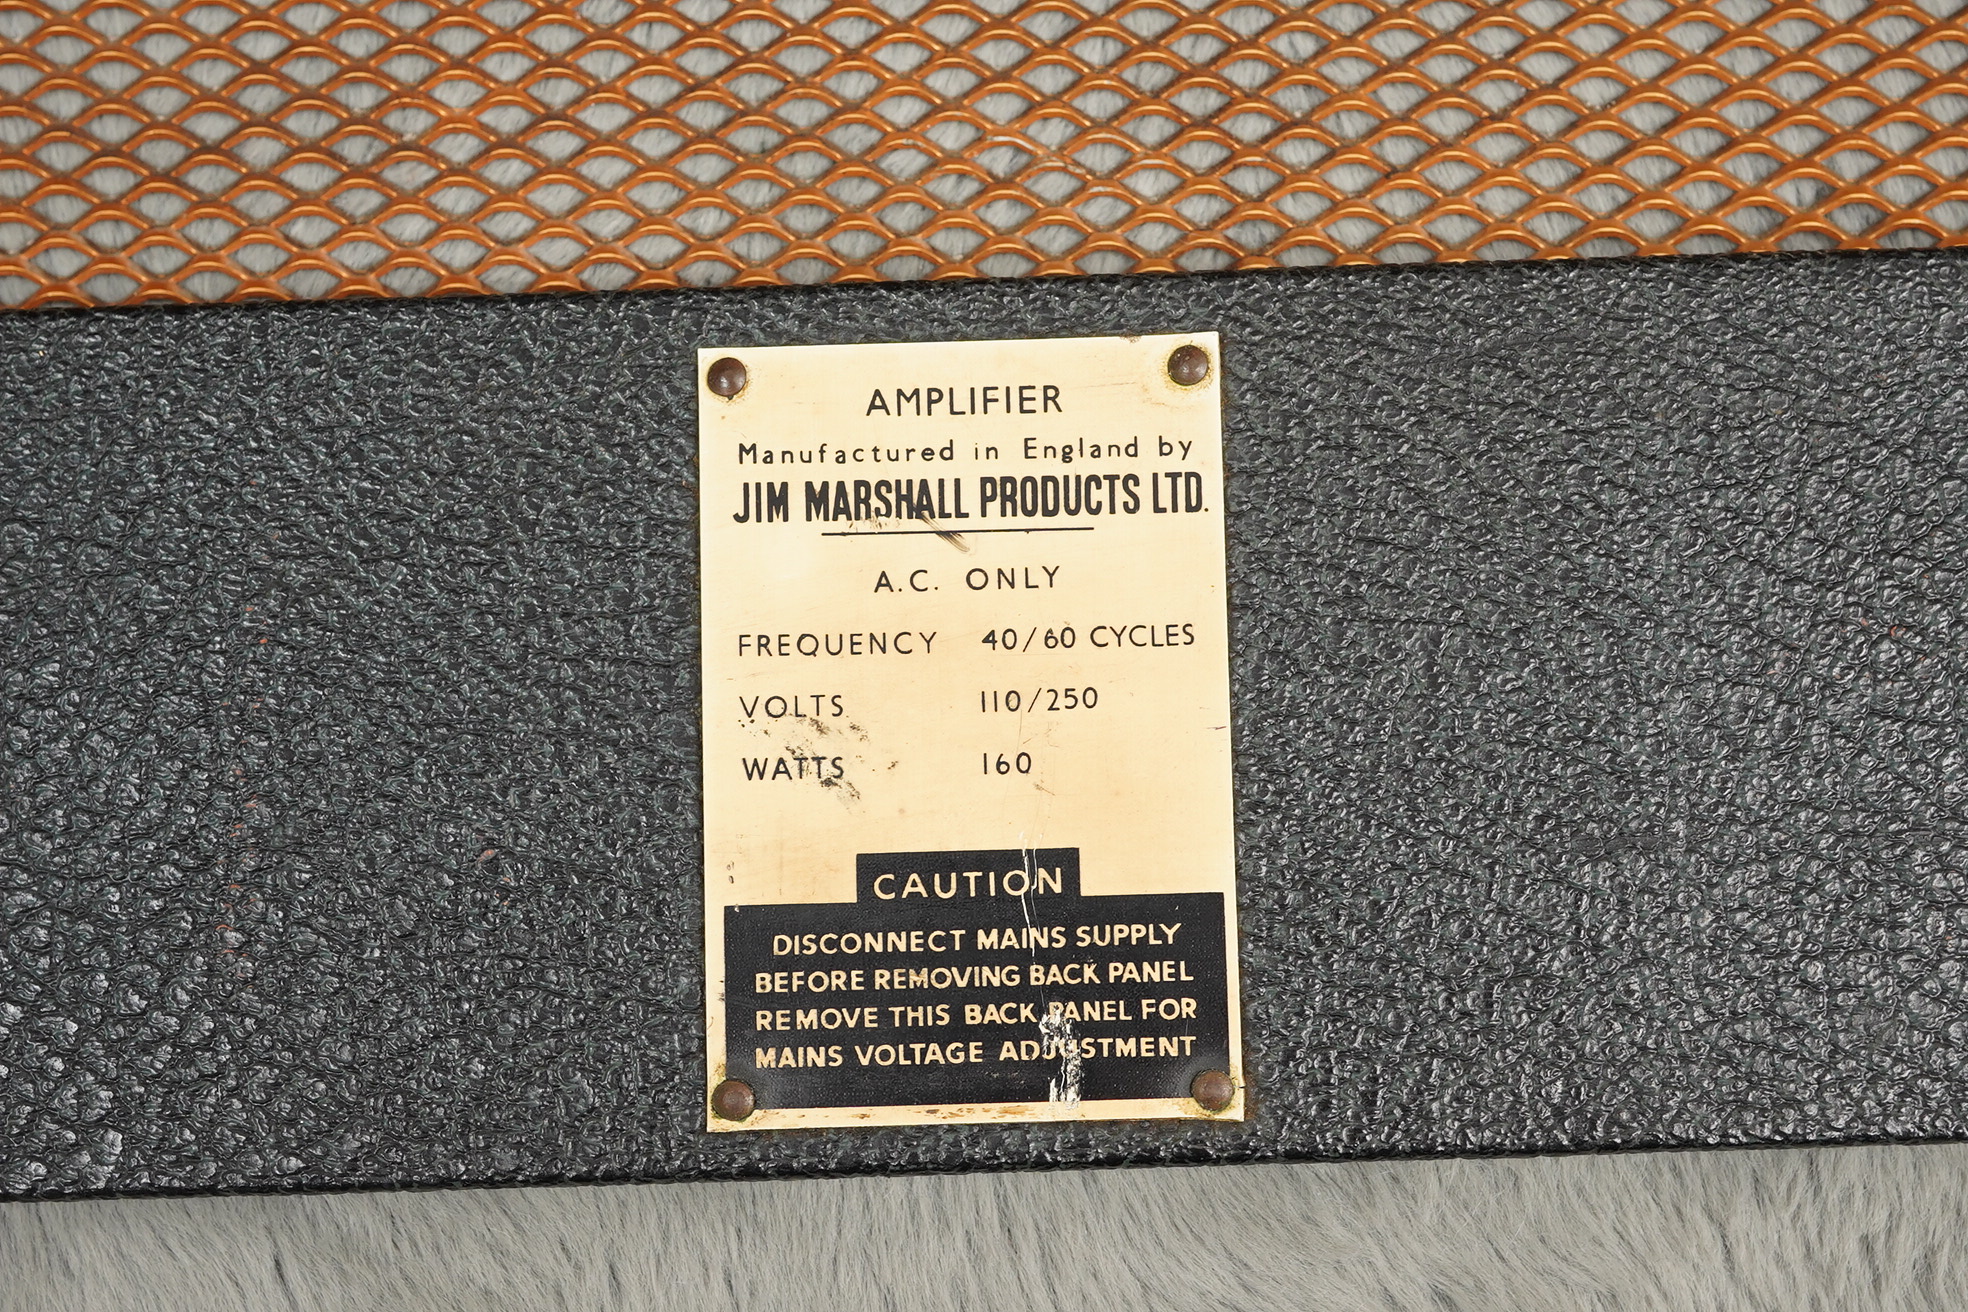 AMPLIFIER
Manufactured in England by
JIM MARSHALL PRODUCTS LTD.
A.C. ONLY
FREQUENCY 40/60 CYCLES
VOLTS 110/250
WATTS 160
CAUTION
DISCONNECT MAINS SUPPLY
BEFORE REMOVING BACK PANEL
REMOVE THIS BACK PANEL FOR
MAINS VOLTAGE ADJUSTMENT